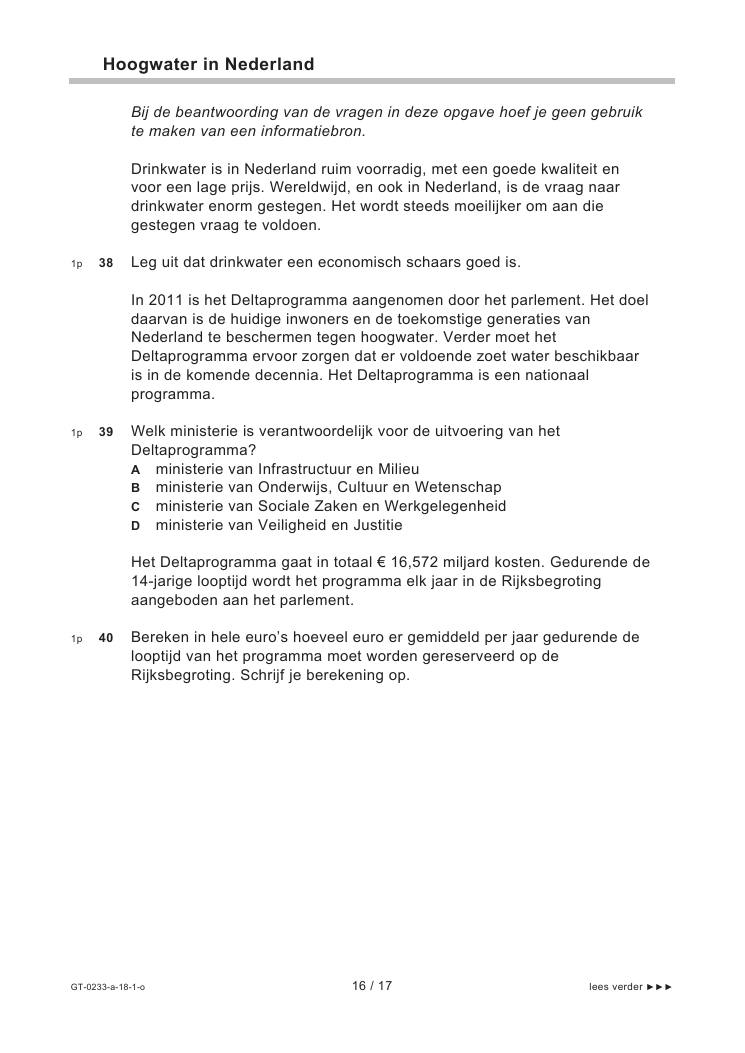 Hoogwater in Nederland
Bij de beantwoording van de vragen in deze opgave hoef je geen gebruik
te maken van een informatiebron.
Drinkwater is in Nederland ruim voorradig, met een goede kwaliteit en
voor een lage prijs. Wereldwijd, en ook in Nederland, is de vraag naar
drinkwater enorm gestegen. Het wordt steeds moeilijker om aan die
gestegen vraag te voldoen.
1p 38 Leg uit dat drinkwater een economisch schaars goed is.
In 2011 is het Deltaprogramma aangenomen door het parlement. Het doel
daarvan is de huidige inwoners en de toekomstige generaties van
Nederland te beschermen tegen hoogwater. Verder moet het
Deltaprogramma ervoor zorgen dat er voldoende zoet water beschikbaar
is in de komende decennia. Het Deltaprogramma is een nationaal
programma.
1p 39 Welk ministerie is verantwoordelijk voor de uitvoering van het
Deltaprogramma?
A ministerie van Infrastructuur en Milieu
B ministerie van Onderwijs, Cultuur en Wetenschap
C ministerie van Sociale Zaken en Werkgelegenheid
D ministerie van Veiligheid en Justitie
Het Deltaprogramma gaat in totaal € 16,572 miljard kosten. Gedurende de
14-jarige looptijd wordt het programma elk jaar in de Rijksbegroting
aangeboden aan het parlement.
1p 40 Bereken in hele euro's hoeveel euro er gemiddeld per jaar gedurende de
looptijd van het programma moet worden gereserveerd op de
Rijksbegroting. Schrijf je berekening op.
GT-0233-a-18-1-o 16 / 17 lees verder ►►►